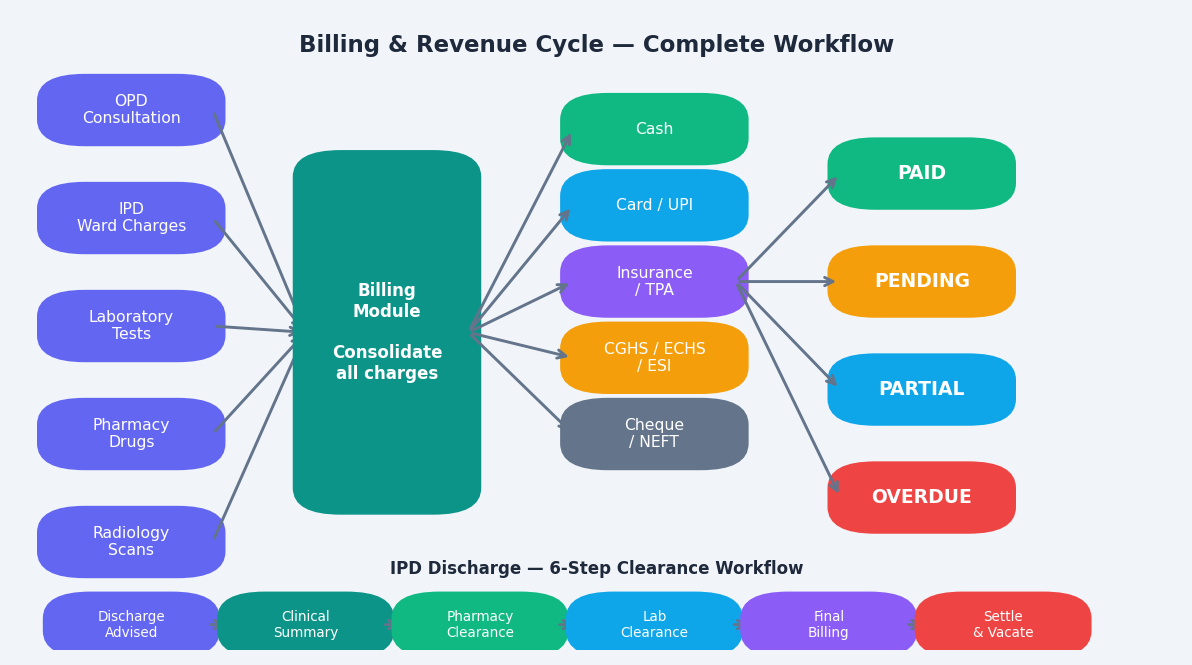 Billing & Revenue Cycle — Complete Workflow
OPD
Consultation
IPD
Ward Charges
Laboratory
Tests
Pharmacy
Drugs
Radiology
Scans
Billing
Module
Consolidate
all charges
Cash
Card / UPI
Insurance
/ TPA
CGHS / ECHS
/ ESI
Cheque
/ NEFT
PAID
PENDING
PARTIAL
OVERDUE
IPD Discharge — 6-Step Clearance Workflow
Discharge
Advised
Clinical
Summary
Pharmacy
Clearance
Lab
Clearance
Final
Billing
Settle
& Vacate